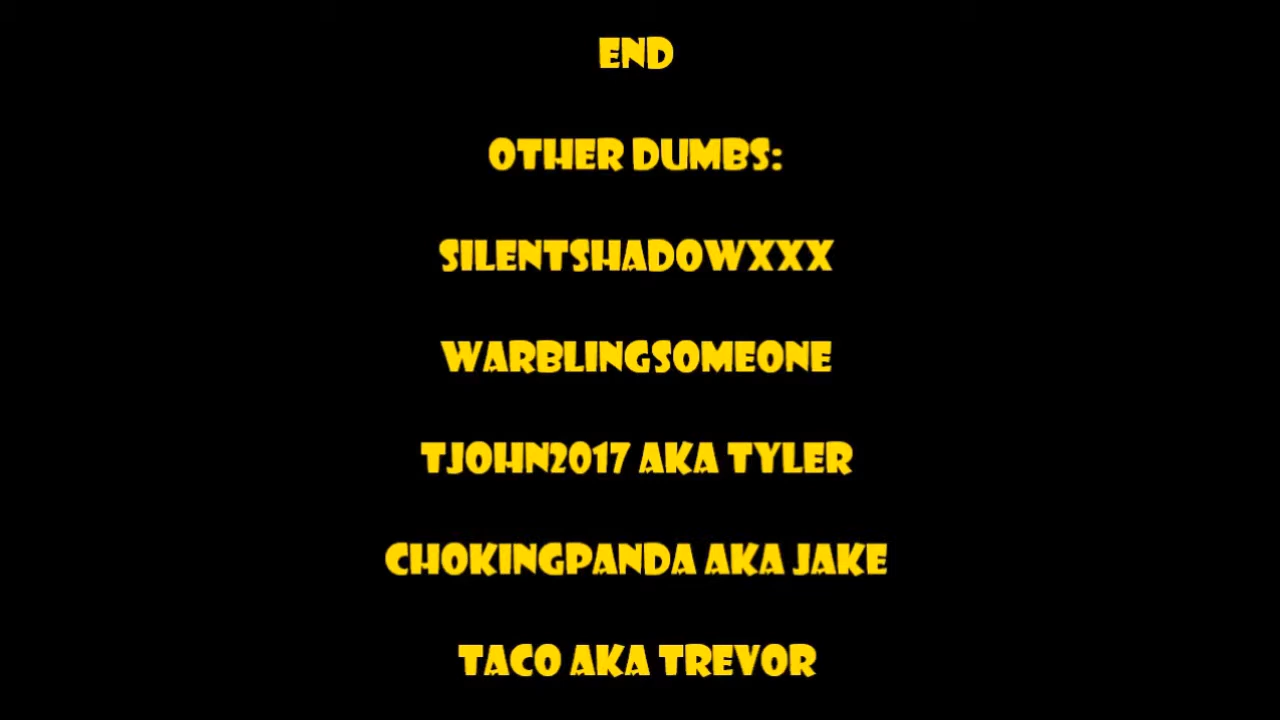 END
OTHER DUMBS:
SILENTSHADOWXXX
WARBLINGSOMEONE
TJOHN2017 AKA TYLER
CHOKINGPANDA AKA JAKE
TACO AKA TREVOR